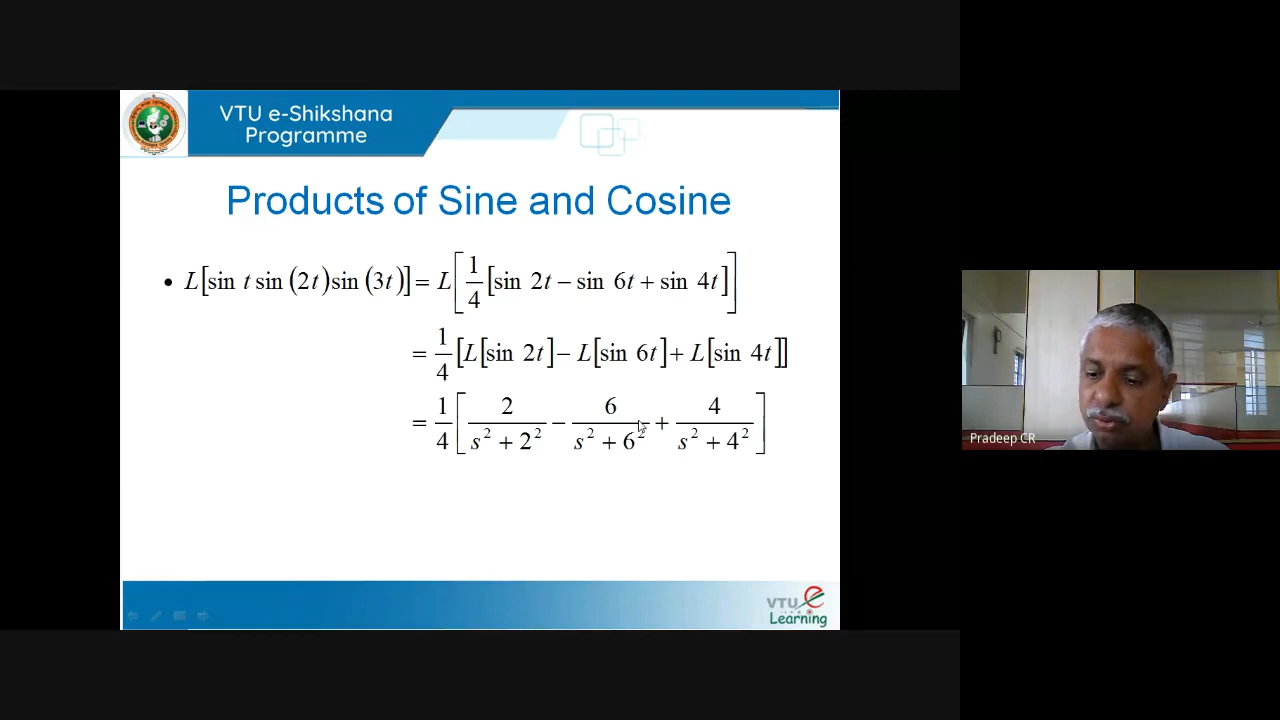 VTU e-Shikshana
Programme
Products of Sine and Cosine
• L[sin t sin (2t) sin (3t)] = L[1/4 [sin 2t − sin 6t + sin 4t]]
= 1/4 [L[sin 2t] − L[sin 6t] + L[sin 4t]]
= 1/4 [2/(s² + 2²) − 6/(s² + 6²) + 4/(s² + 4²)]
Pradeep CR
VTU e
Learning